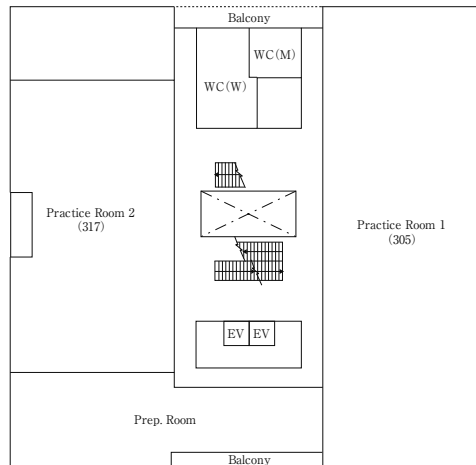 Balcony
WC(M)
WC(W)
Practice Room 2
(317)
Practice Room 1
(305)
EV
EV
Prep. Room
Balcony